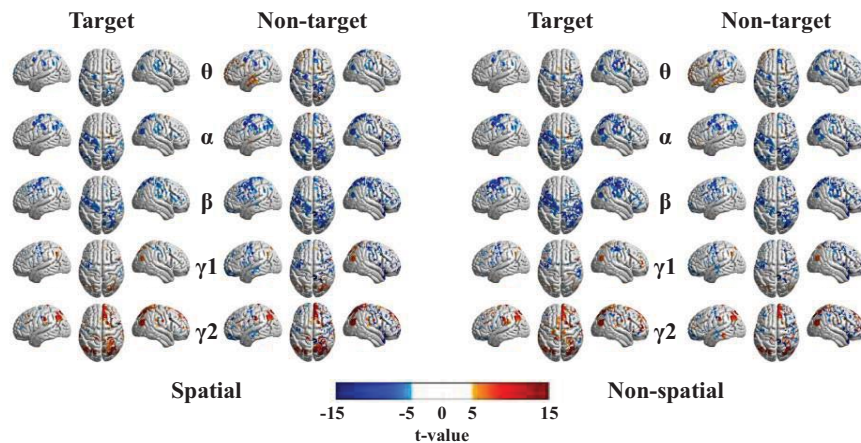 Target Non-target Target Non-target
θ θ
α α
β β
γ1 γ1
γ2 γ2
Spatial Non-spatial
-15 -5 0 5 15
t-value